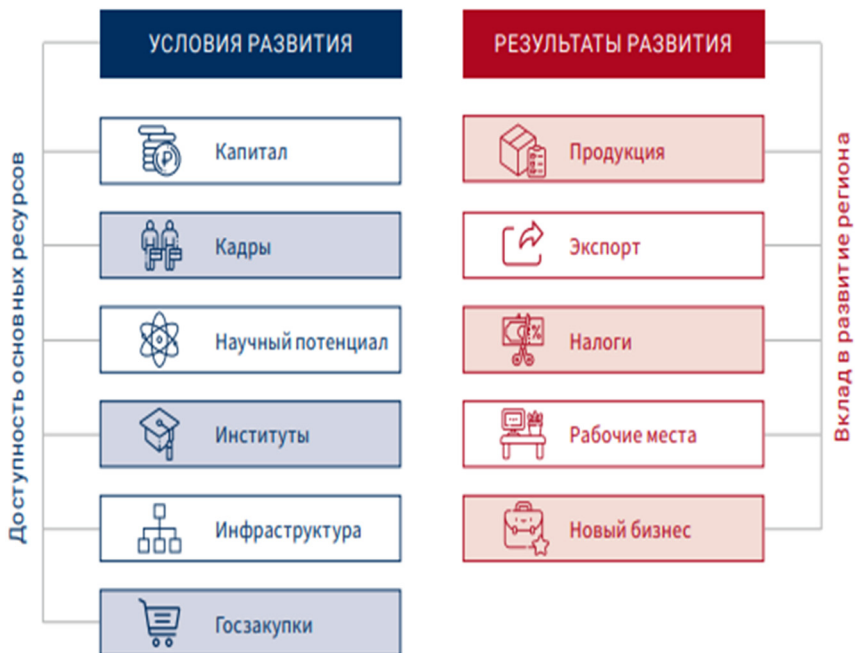 УСЛОВИЯ РАЗВИТИЯ
РЕЗУЛЬТАТЫ РАЗВИТИЯ
Доступность основных ресурсов
Капитал
Кадры
Научный потенциал
Институты
Инфраструктура
Госзакупки
Продукция
Экспорт
Налоги
Рабочие места
Новый бизнес
Вклад в развитие региона